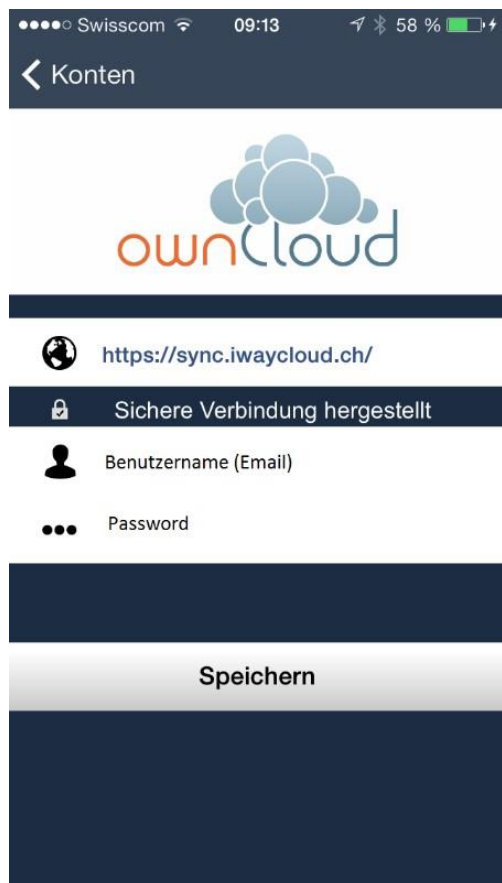 Swisscom 09:13 58 %
Konten
ownCloud
https://sync.iwaycloud.ch/
Sichere Verbindung hergestellt
Benutzername (Email)
Password
Speichern